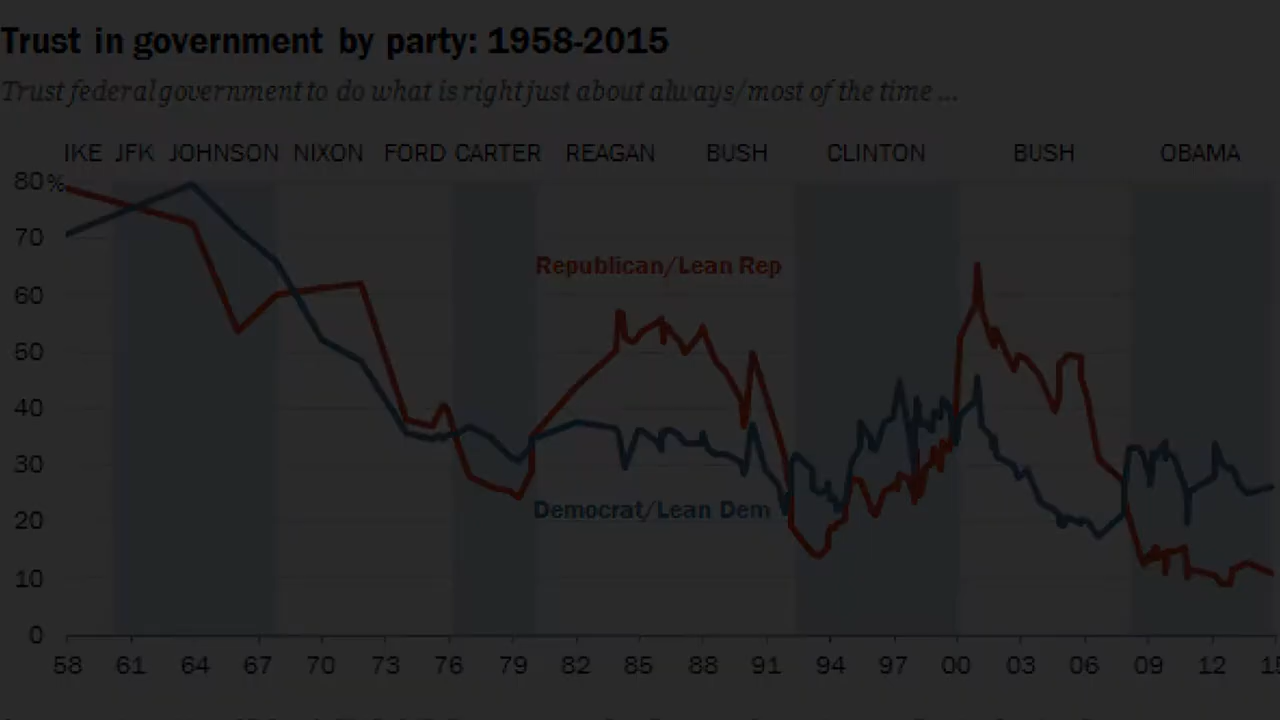 Trust in government by party: 1958-2015
Trust federal government to do what is right just about always/most of the time ...
IKE JFK JOHNSON NIXON FORD CARTER REAGAN BUSH CLINTON BUSH OBAMA
80%
70
60
50
40
30
20
10
0
Republican/Lean Rep
Democrat/Lean Dem
58 61 64 67 70 73 76 79 82 85 88 91 94 97 00 03 06 09 12 15